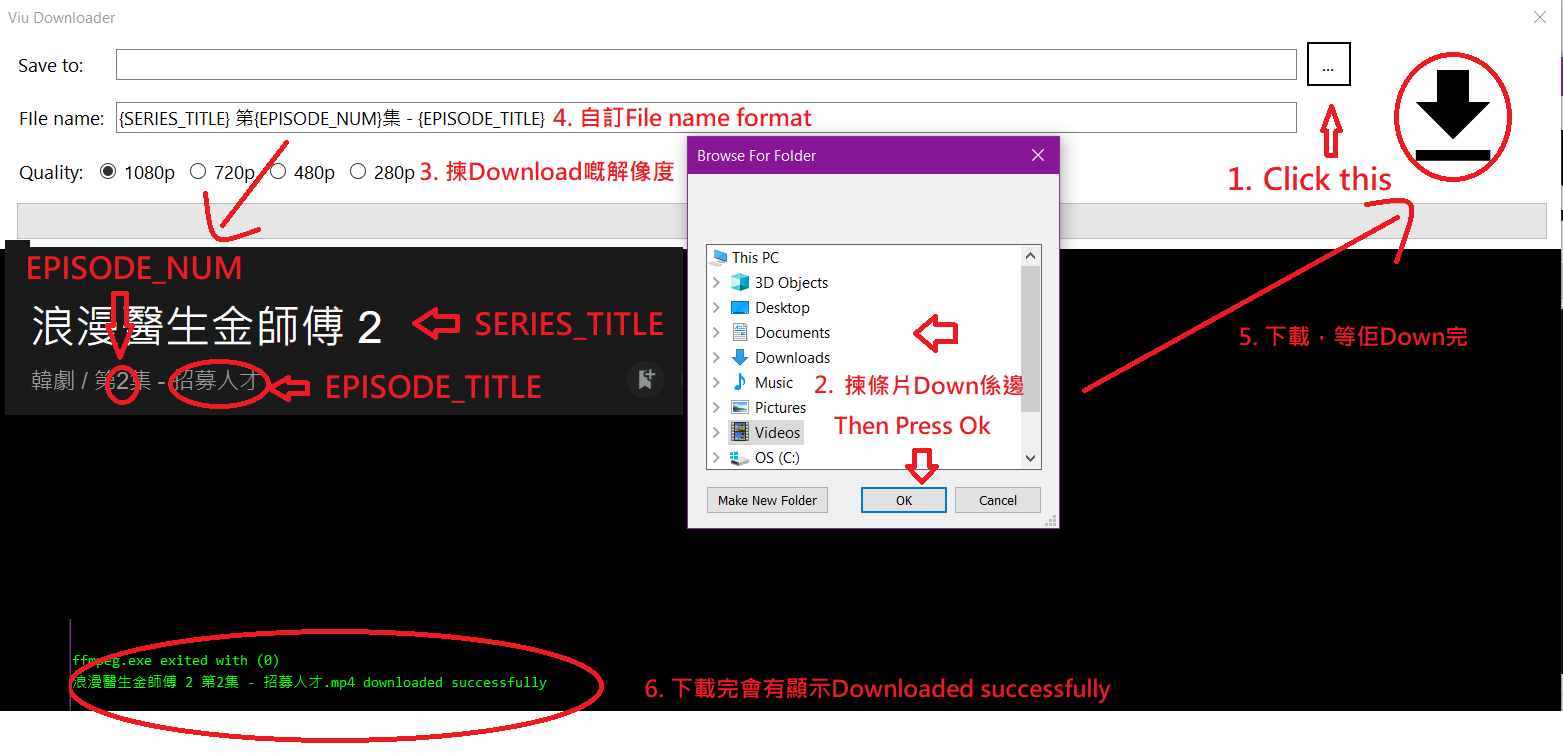 Viu Downloader
Save to:
...
FIle name:
{SERIES_TITLE} 第{EPISODE_NUM}集 - {EPISODE_TITLE}
4. 自訂File name format
Quality:
1080p
720p
480p
280p
3. 揀Download嘅解像度
1. Click this
Browse For Folder
This PC
3D Objects
Desktop
Documents
Downloads
Music
Pictures
Videos
OS (C:)
2. 揀條片Down係邊
Then Press Ok
Make New Folder
OK
Cancel
EPISODE_NUM
浪漫醫生金師傅 2
SERIES_TITLE
韓劇 / 第2集 - 招募人才
EPISODE_TITLE
5. 下載，等佢Down完
ffmpeg.exe exited with (0)
浪漫醫生金師傅 2 第2集 - 招募人才.mp4 downloaded successfully
6. 下載完會有顯示Downloaded successfully